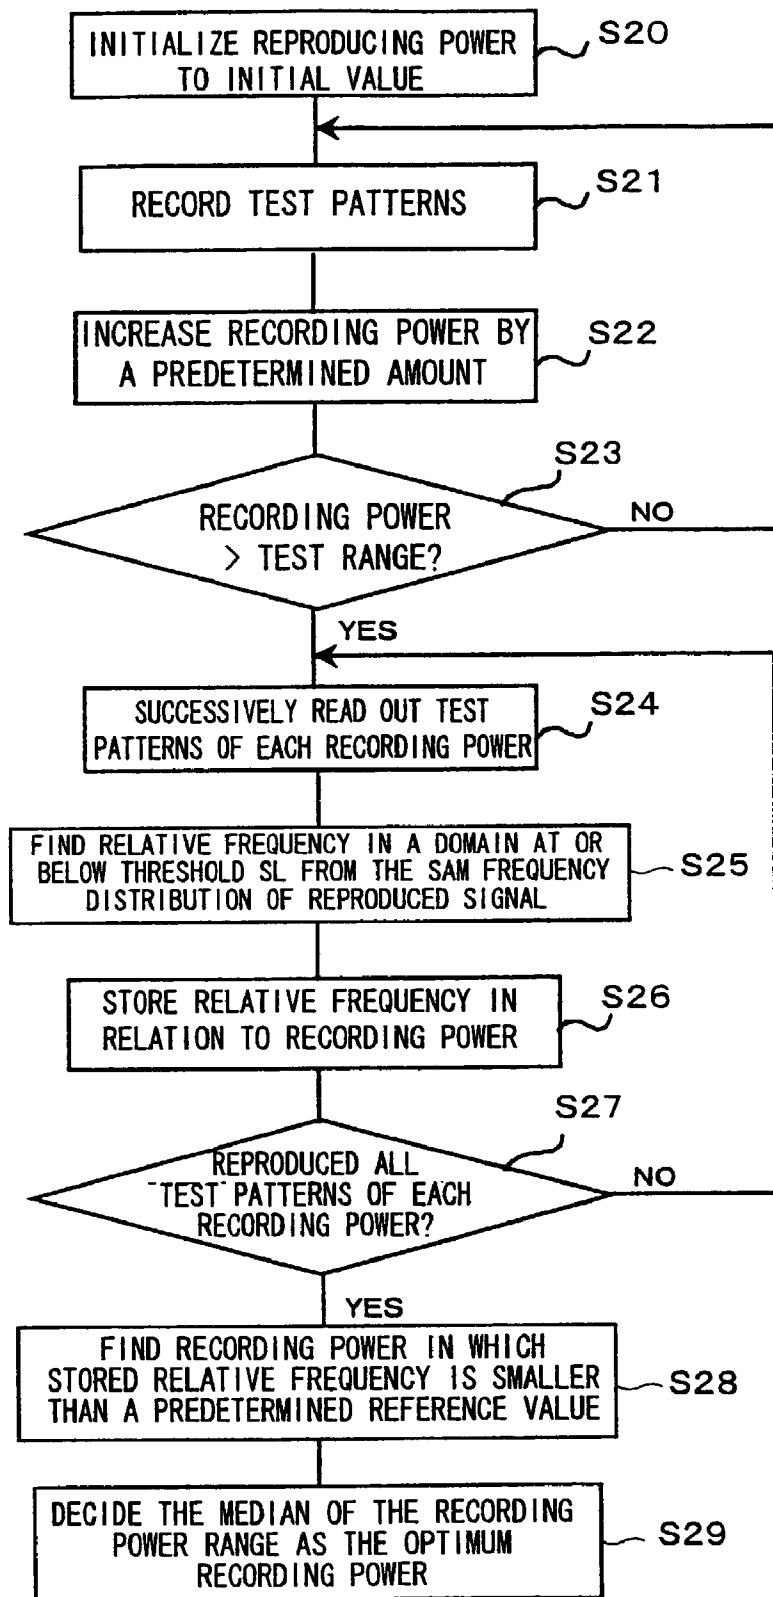 INITIALIZE REPRODUCING POWER
TO INITIAL VALUE
S20
RECORD TEST PATTERNS
S21
INCREASE RECORDING POWER BY
A PREDETERMINED AMOUNT
S22
S23
RECORDING POWER
> TEST RANGE?
NO
YES
SUCCESSIVELY READ OUT TEST
PATTERNS OF EACH RECORDING POWER
S24
FIND RELATIVE FREQUENCY IN A DOMAIN AT OR
BELOW THRESHOLD SL FROM THE SAM FREQUENCY
DISTRIBUTION OF REPRODUCED SIGNAL
S25
STORE RELATIVE FREQUENCY IN
RELATION TO RECORDING POWER
S26
S27
REPRODUCED ALL
TEST PATTERNS OF EACH
RECORDING POWER?
NO
YES
FIND RECORDING POWER IN WHICH
STORED RELATIVE FREQUENCY IS SMALLER
THAN A PREDETERMINED REFERENCE VALUE
S28
DECIDE THE MEDIAN OF THE RECORDING
POWER RANGE AS THE OPTIMUM
RECORDING POWER
S29